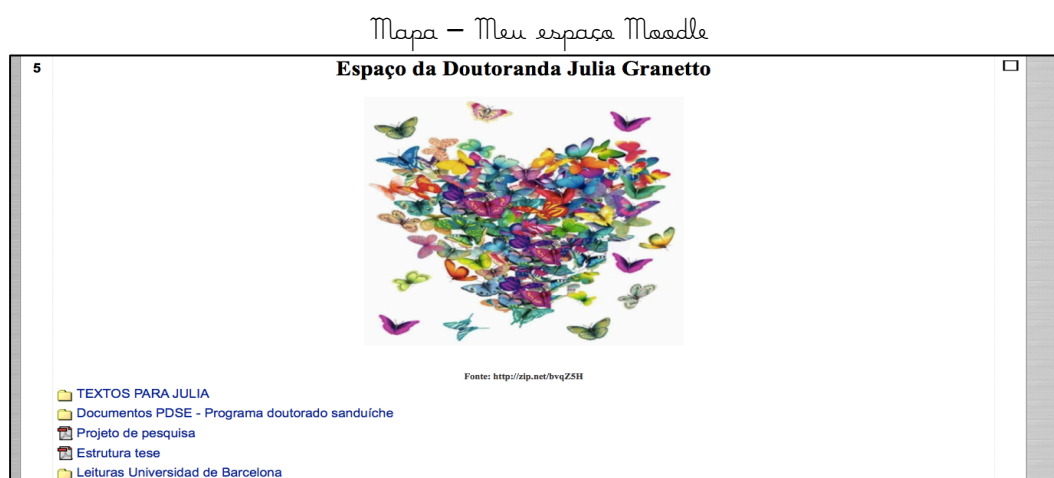 Mapa – Meu espaço Moodle
5
Espaço da Doutoranda Julia Granetto
Fonte: http://zip.net/bvqZ5H
TEXTOS PARA JULIA
Documentos PDSE - Programa doutorado sanduíche
Projeto de pesquisa
Estrutura tese
Leituras Universidad de Barcelona